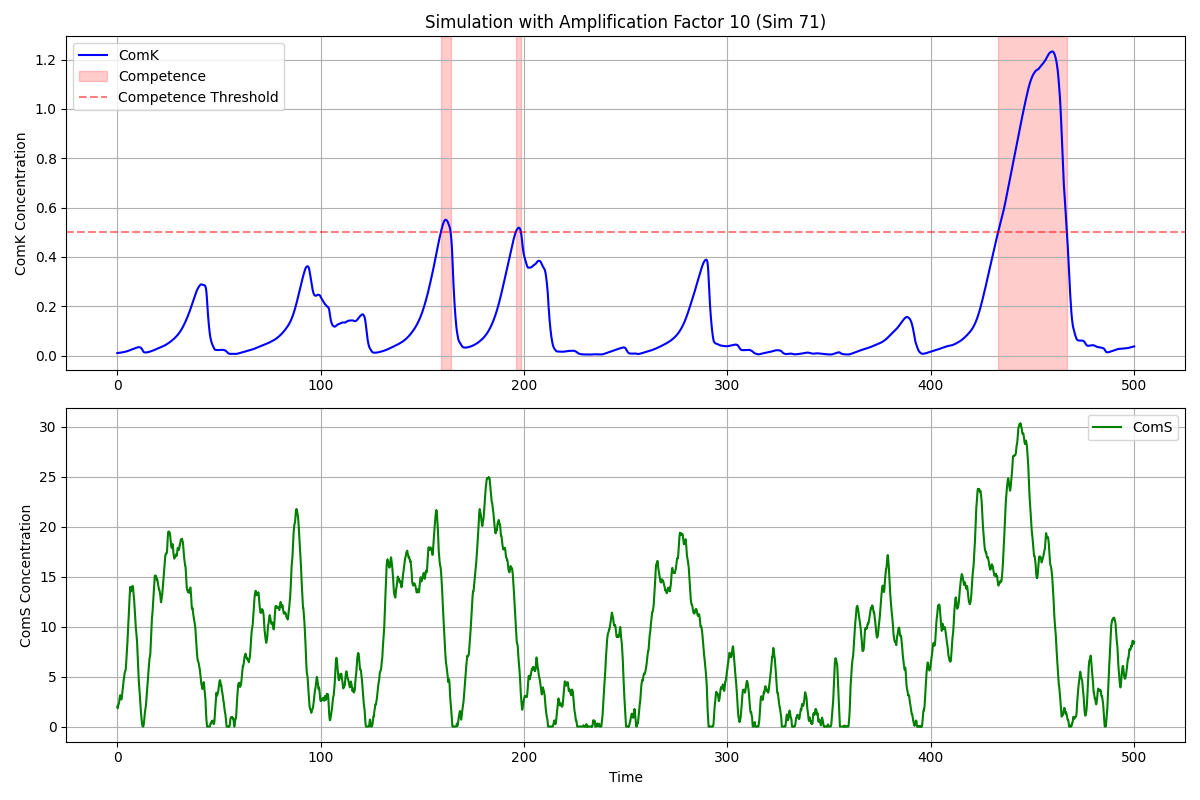 Simulation with Amplification Factor 10 (Sim 71)
ComK
Competence
Competence Threshold
ComK Concentration
1.2
1.0
0.8
0.6
0.4
0.2
0.0
0 100 200 300 400 500
ComS
ComS Concentration
30
25
20
15
10
5
0
0 100 200 300 400 500
Time